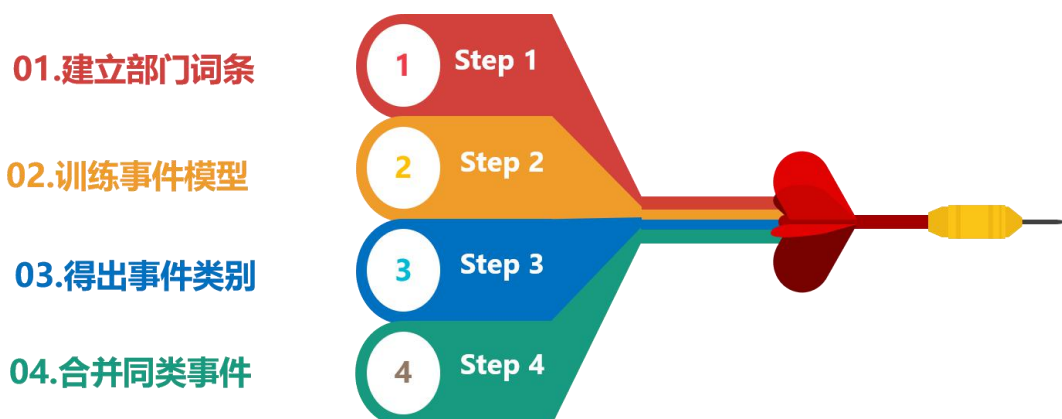 01.建立部门词条
1
Step 1
02.训练事件模型
2
Step 2
03.得出事件类别
3
Step 3
04.合并同类事件
4
Step 4